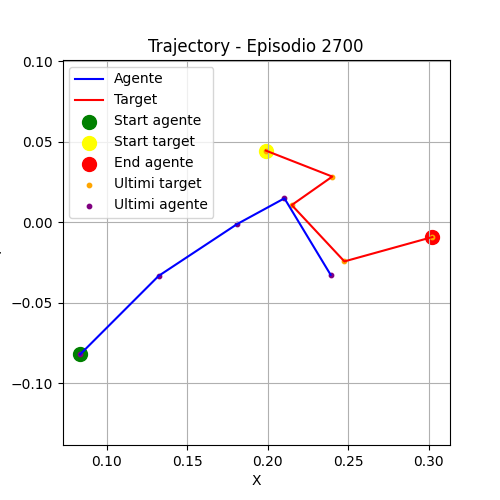 Trajectory - Episodio 2700
Agente
Target
Start agente
Start target
End agente
Ultimi target
Ultimi agente
0.10
0.05
0.00
−0.05
−0.10
0.10
0.15
0.20
0.25
0.30
X